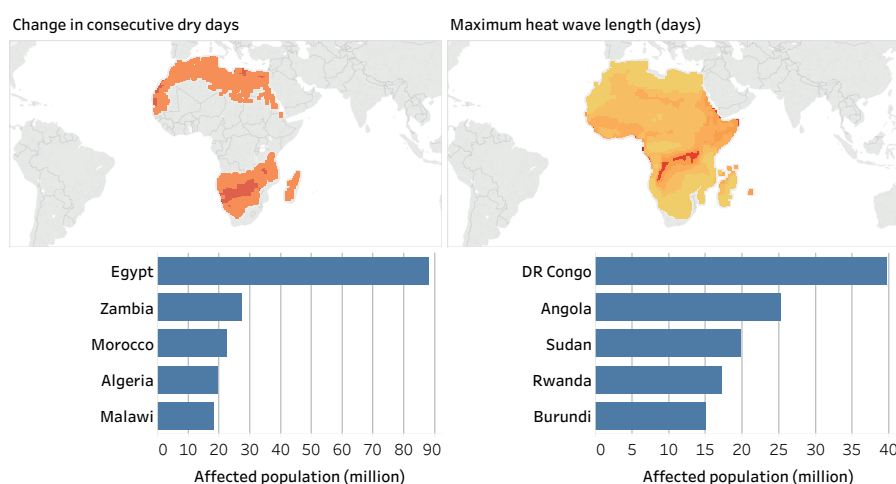 Change in consecutive dry days
Maximum heat wave length (days)
Egypt
Zambia
Morocco
Algeria
Malawi
0 10 20 30 40 50 60 70 80 90
Affected population (million)
DR Congo
Angola
Sudan
Rwanda
Burundi
0 5 10 15 20 25 30 35 40
Affected population (million)